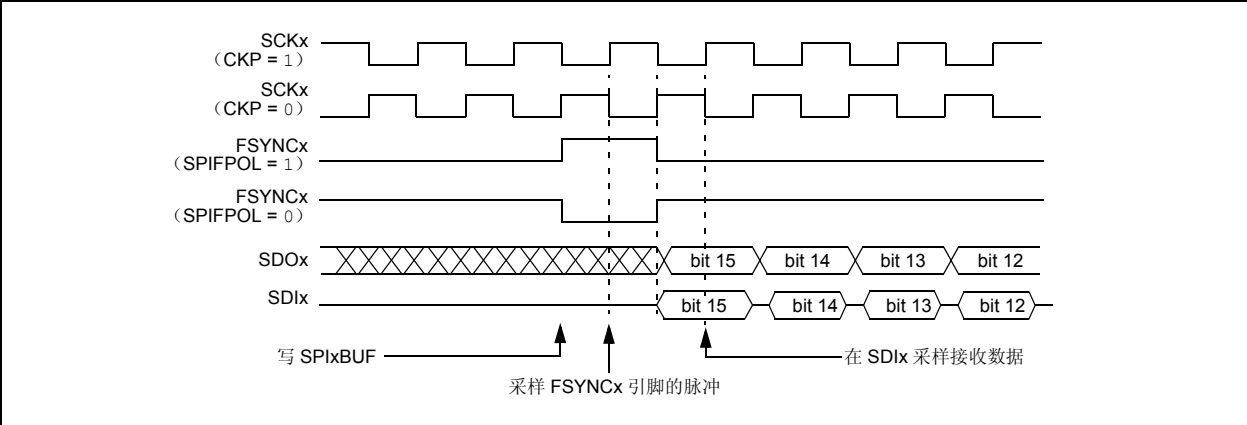 SCKx
（CKP = 1）
SCKx
（CKP = 0）
FSYNCx
（SPIFPOL = 1）
FSYNCx
（SPIFPOL = 0）
SDOx
bit 15 bit 14 bit 13 bit 12
SDIx
bit 15 bit 14 bit 13 bit 12
写 SPIxBUF
在 SDIx 采样接收数据
采样 FSYNCx 引脚的脉冲